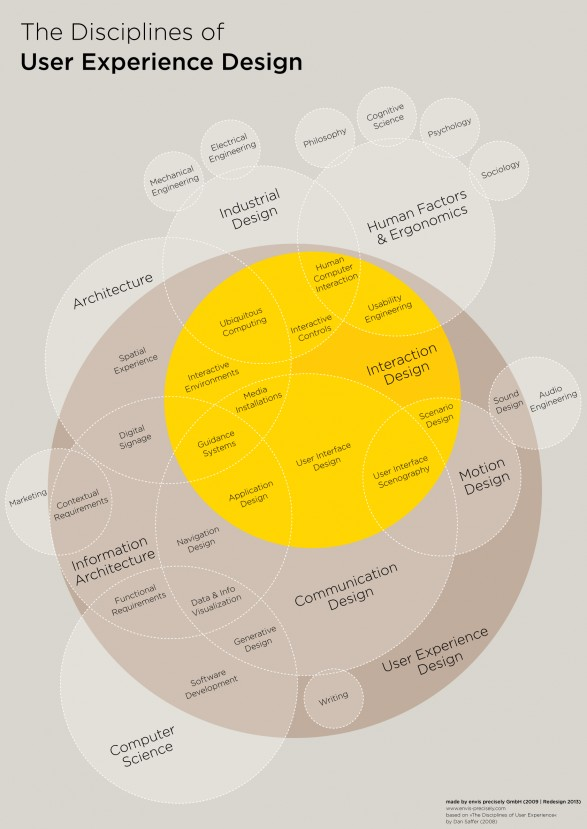 The Disciplines of
User Experience Design
Cognitive
Science
Philosophy
Psychology
Electrical
Engineering
Mechanical
Engineering
Sociology
Industrial
Design
Human Factors
& Ergonomics
Architecture
Human
Computer
Interaction
Usability
Engineering
Ubiquitous
Computing
Interactive
Controls
Spatial
Experience
Interactive
Environments
Interaction
Design
Media
Installations
Sound
Design
Audio
Engineering
Scenario
Design
Digital
Signage
Guidance
Systems
User Interface
Design
User Interface
Scenography
Motion
Design
Marketing
Contextual
Requirements
Application
Design
Navigation
Design
Information
Architecture
Functional
Requirements
Data & Info
Visualization
Communication
Design
Generative
Design
User Experience
Design
Software
Development
Writing
Computer
Science
made by envis precisely GmbH (2009 | Redesign 2013)
www.envis-precisely.com
based on »The Disciplines of User Experience«
by Dan Saffer (2008)